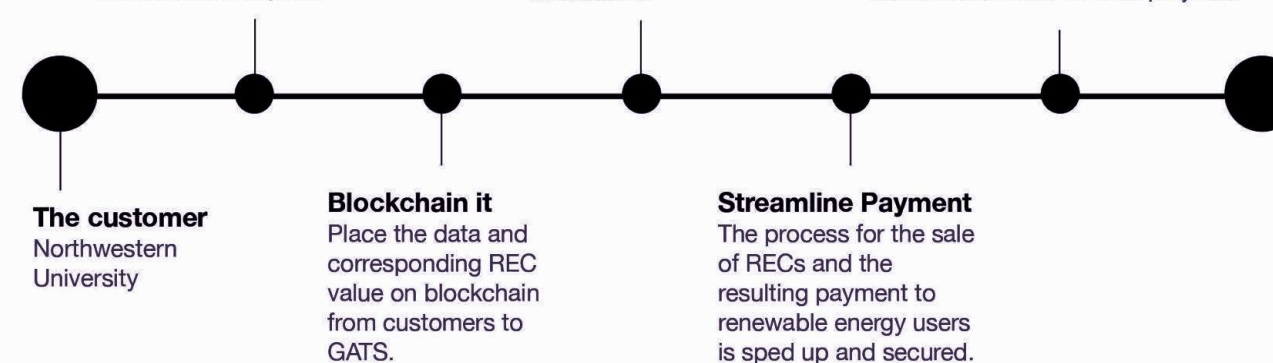 The customer
Northwestern
University
Blockchain it
Place the data and
corresponding REC
value on blockchain
from customers to
GATS.
Streamline Payment
The process for the sale
of RECs and the
resulting payment to
renewable energy users
is sped up and secured.